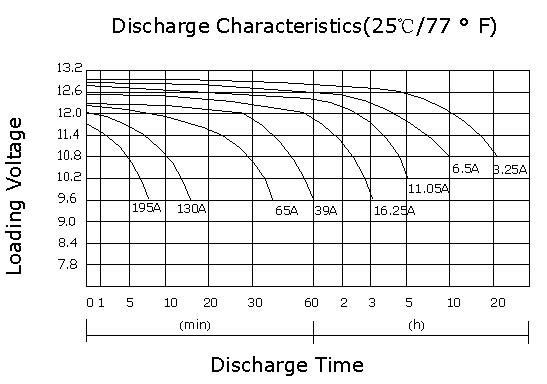 Discharge Characteristics(25℃/77 ° F)
Loading Voltage
13.2
12.6
12.0
11.4
10.8
10.2
9.6
9.0
8.4
7.8
195A 130A 65A 39A 16.25A 11.05A 6.5A 3.25A
0 1 5 10 20 30 60 2 3 5 10 20
(min) (h)
Discharge Time